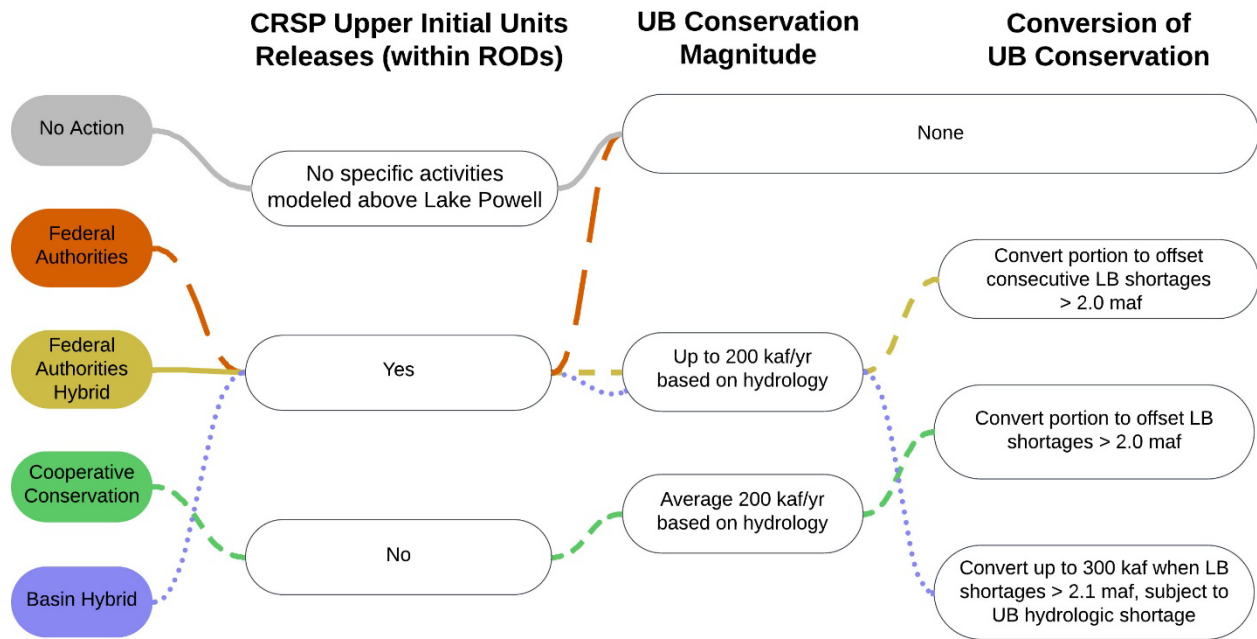 CRSP Upper Initial Units
Releases (within RODs)
UB Conservation
Magnitude
Conversion of
UB Conservation
No Action
No specific activities
modeled above Lake Powell
None
Federal
Authorities
Convert portion to offset
consecutive LB shortages
> 2.0 maf
Federal
Authorities
Hybrid
Yes
Up to 200 kaf/yr
based on hydrology
Convert portion to offset LB
shortages > 2.0 maf
Cooperative
Conservation
No
Average 200 kaf/yr
based on hydrology
Basin Hybrid
Convert up to 300 kaf when LB
shortages > 2.1 maf, subject to
UB hydrologic shortage